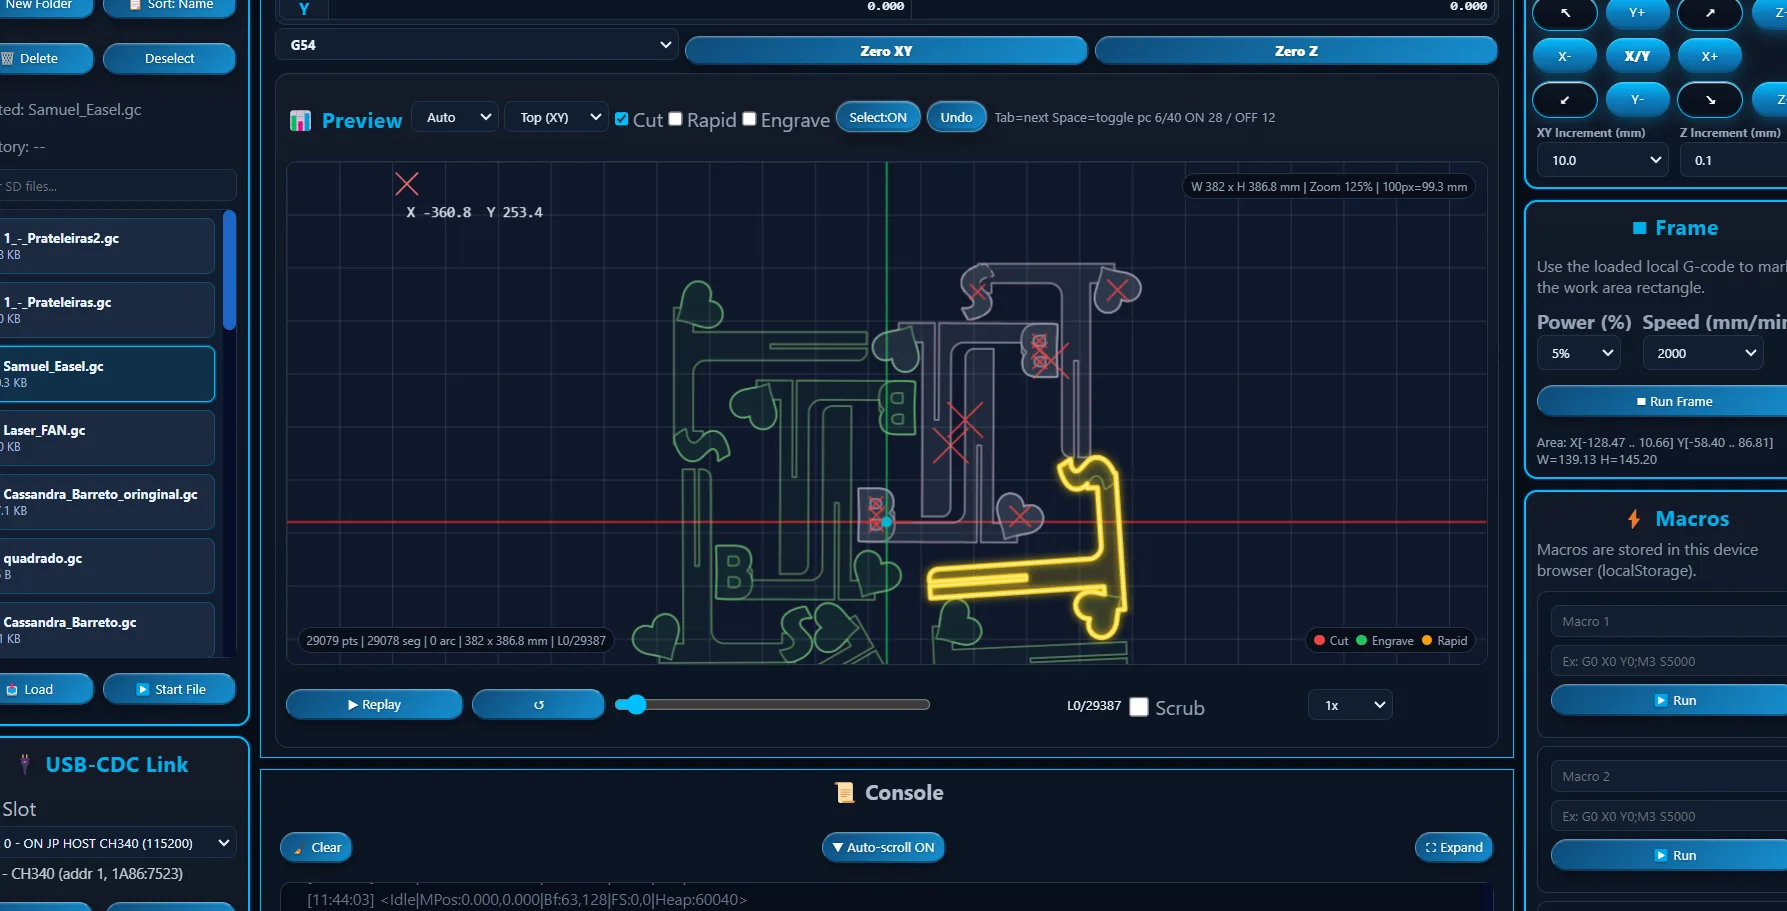 New Folder
Sort: Name
Delete
Deselect
ted: Samuel_Easel.gc
tory: --
SD files...
1_-_Prateleiras2.gc
KB
1_-_Prateleiras.gc
KB
Samuel_Easel.gc
.3 KB
Laser_FAN.gc
KB
Cassandra_Barreto_oringinal.gc
.1 KB
quadrado.gc
B
Cassandra_Barreto.gc
KB
Load
Start File
USB-CDC Link
Slot
0 - ON JP HOST CH340 (115200)
- CH340 (addr 1, 1A86:7523)
Y
0.000
0.000
G54
Zero XY
Zero Z
Preview
Auto
Top (XY)
Cut
Rapid
Engrave
Select:ON
Undo
Tab=next Space=toggle pc 6/40 ON 28 / OFF 12
W 382 x H 386.8 mm | Zoom 125% | 100px=99.3 mm
X -360.8 Y 253.4
29079 pts | 29078 seg | 0 arc | 382 x 386.8 mm | L0/29387
Cut
Engrave
Rapid
Replay
↺
L0/29387
Scrub
1x
Console
Clear
▼ Auto-scroll ON
Expand
[11:44:03] <Idle|MPos:0.000,0.000|Bf:63,128|FS:0,0|Heap:60040>
↖
Y+
↗
X-
X/Y
X+
↙
Y-
↘
XY Increment (mm)
Z Increment (mm)
10.0
0.1
Frame
Use the loaded local G-code to mar
the work area rectangle.
Power (%)
Speed (mm/min
5%
2000
Run Frame
Area: X[-128.47 .. 10.66] Y[-58.40 .. 86.81]
W=139.13 H=145.20
Macros
Macros are stored in this device
browser (localStorage).
Macro 1
Ex: G0 X0 Y0;M3 S5000
Run
Macro 2
Ex: G0 X0 Y0;M3 S5000
Run